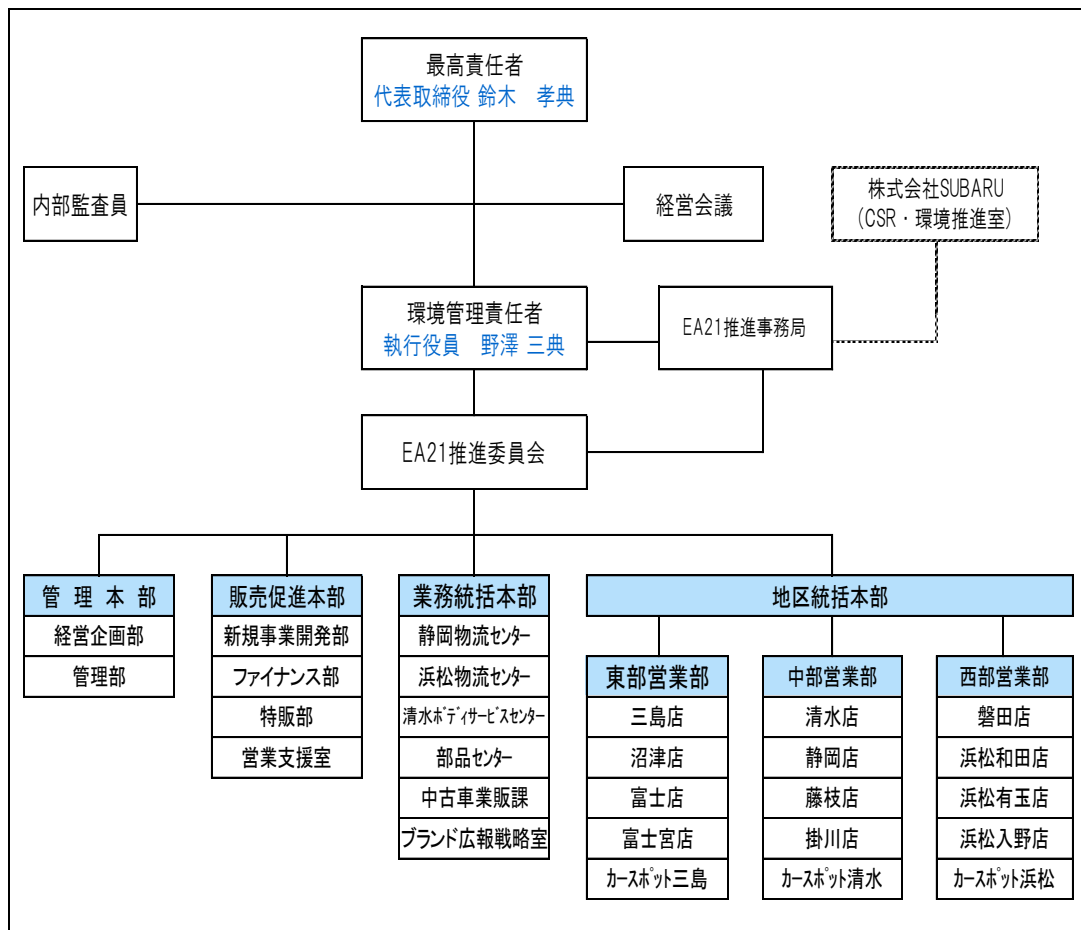 最高責任者
代表取締役 鈴木　孝典
内部監査員
経営会議
株式会社SUBARU
(CSR・環境推進室)
環境管理責任者
執行役員　野澤 三典
EA21推進事務局
EA21推進委員会
管 理 本 部
経営企画部
管理部
販売促進本部
新規事業開発部
ファイナンス部
特販部
営業支援室
業務統括本部
静岡物流センター
浜松物流センター
清水ボディサービスセンター
部品センター
中古車業販課
ブランド広報戦略室
地区統括本部
東部営業部
三島店
沼津店
富士店
富士宮店
カースポット三島
中部営業部
清水店
静岡店
藤枝店
掛川店
カースポット清水
西部営業部
磐田店
浜松和田店
浜松有玉店
浜松入野店
カースポット浜松